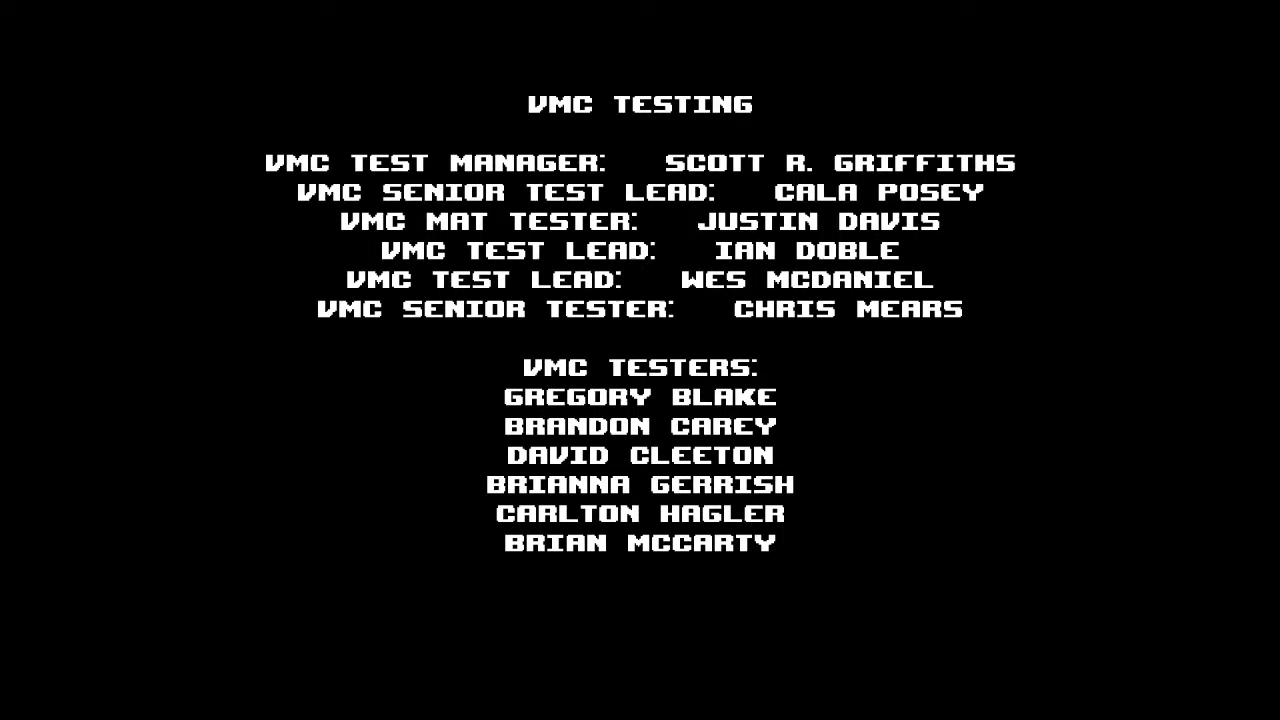 VMC TESTING
VMC TEST MANAGER: SCOTT R. GRIFFITHS
VMC SENIOR TEST LEAD: CALA POSEY
VMC MAT TESTER: JUSTIN DAVIS
VMC TEST LEAD: IAN DOBLE
VMC TEST LEAD: WES MCDANIEL
VMC SENIOR TESTER: CHRIS MEARS
VMC TESTERS:
GREGORY BLAKE
BRANDON CAREY
DAVID CLEETON
BRIANNA GERRISH
CARLTON HAGLER
BRIAN MCCARTY